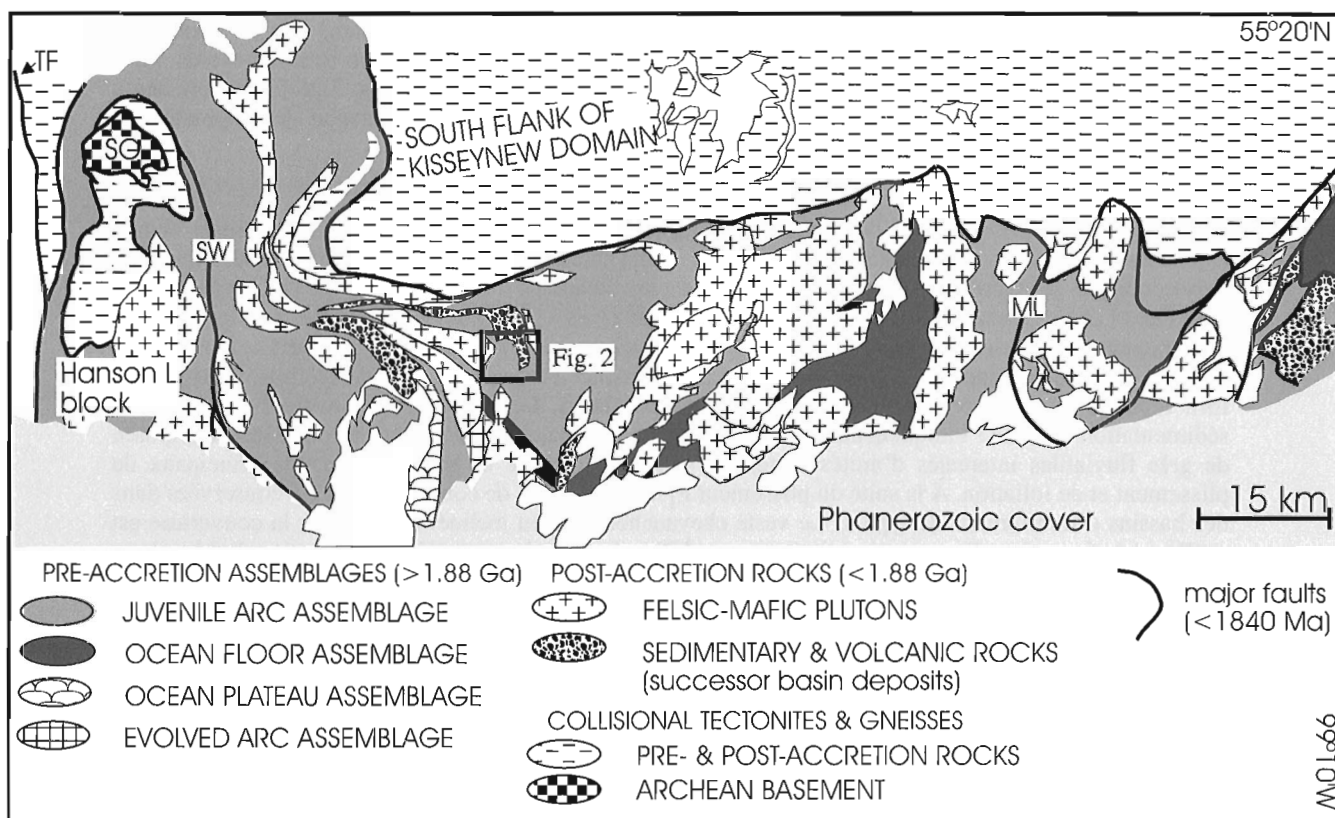 55°20'N
TF
SOUTH FLANK OF
KISSEYNEW DOMAIN
SG
SW
ML
Fig. 2
Hanson L.
block
15 km
Phanerozoic cover
PRE-ACCRETION ASSEMBLAGES (>1.88 Ga)
JUVENILE ARC ASSEMBLAGE
OCEAN FLOOR ASSEMBLAGE
OCEAN PLATEAU ASSEMBLAGE
EVOLVED ARC ASSEMBLAGE
POST-ACCRETION ROCKS (<1.88 Ga)
FELSIC-MAFIC PLUTONS
SEDIMENTARY & VOLCANIC ROCKS
(successor basin deposits)
COLLISIONAL TECTONITES & GNEISSES
PRE- & POST-ACCRETION ROCKS
ARCHEAN BASEMENT
major faults
(<1840 Ma)